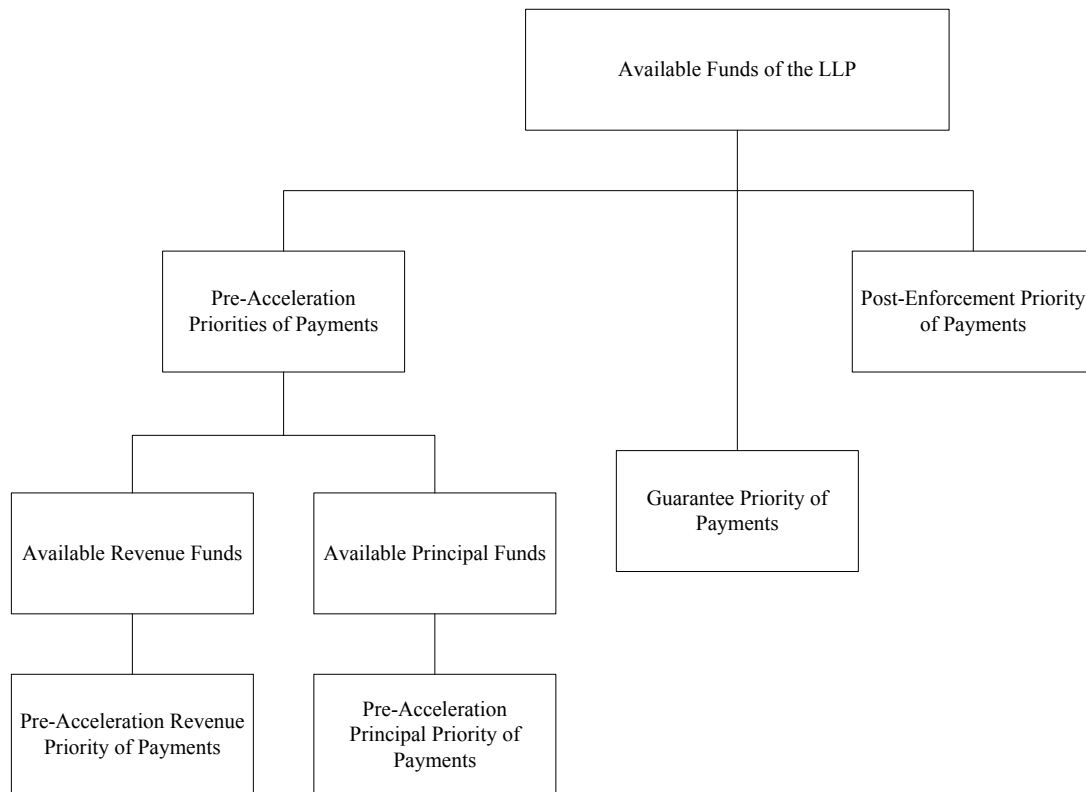 Available Funds of the LLP
Pre-Acceleration
Priorities of Payments
Post-Enforcement Priority
of Payments
Guarantee Priority of
Payments
Available Revenue Funds
Available Principal Funds
Pre-Acceleration Revenue
Priority of Payments
Pre-Acceleration
Principal Priority of
Payments